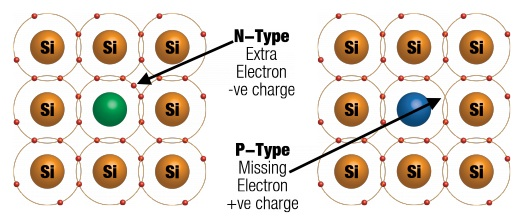 Si Si Si
N–Type
Extra
Electron
-ve charge
Si Si Si
Si Si
Si Si
P–Type
Missing
Electron
+ve charge
Si Si Si
Si Si Si